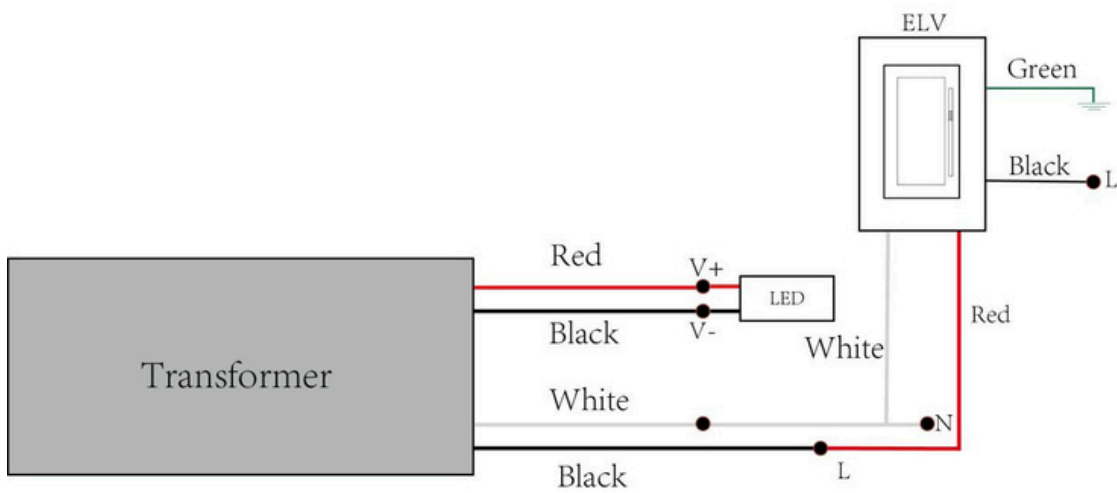 ELV
Green
Black
L
Red
V+
LED
Black
V-
Red
White
Transformer
White
N
Black
L